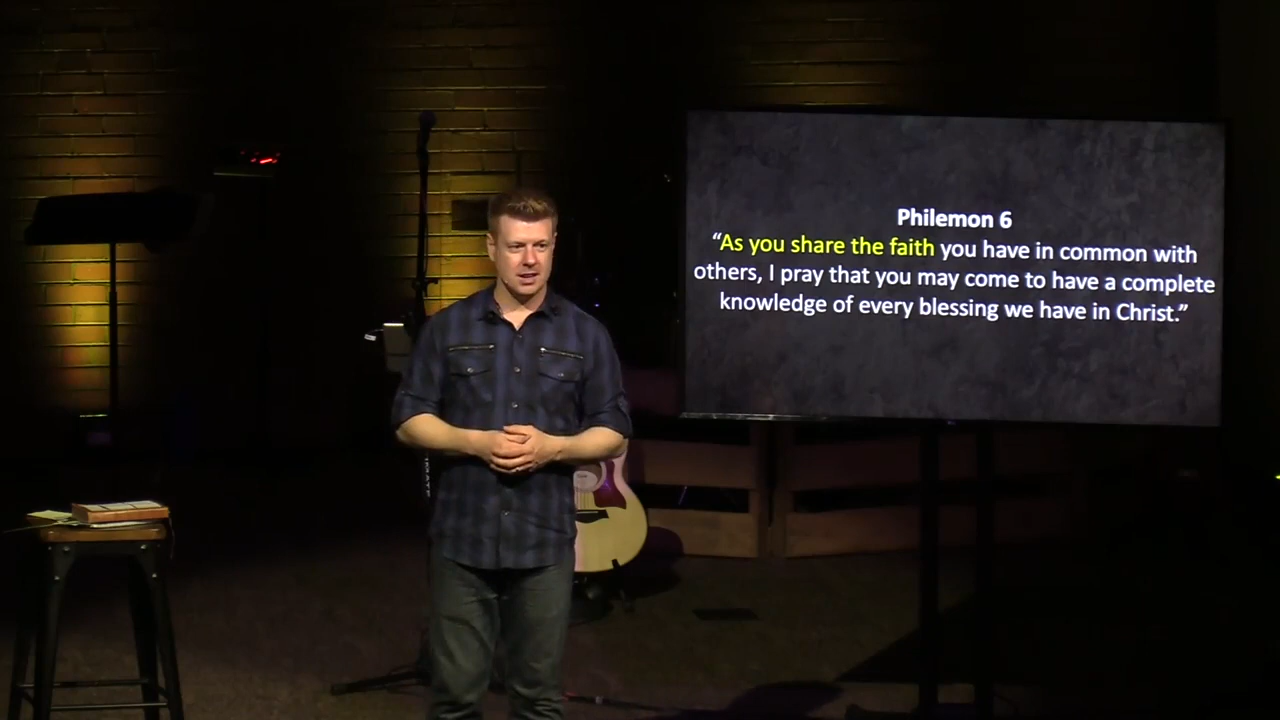 Philemon 6
“As you share the faith you have in common with
others, I pray that you may come to have a complete
knowledge of every blessing we have in Christ.”